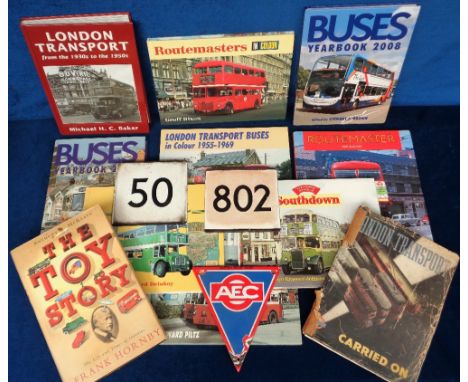 LONDON
TRANSPORT
from the 1930s to the 1950s
BOVRIL
Michael H. C. Baker
Routemasters IN COLOUR
BUSES
YEARBOOK 2008
BUSES
YEARBOOK
LONDON TRANSPORT BUSES
in Colour 1955-1969
ROUTEMASTER
50
802
Southdown
THE
TOY
STORY
FRANK HORNBY
AEC
LONDON TRANSPORT
CARRIED ON